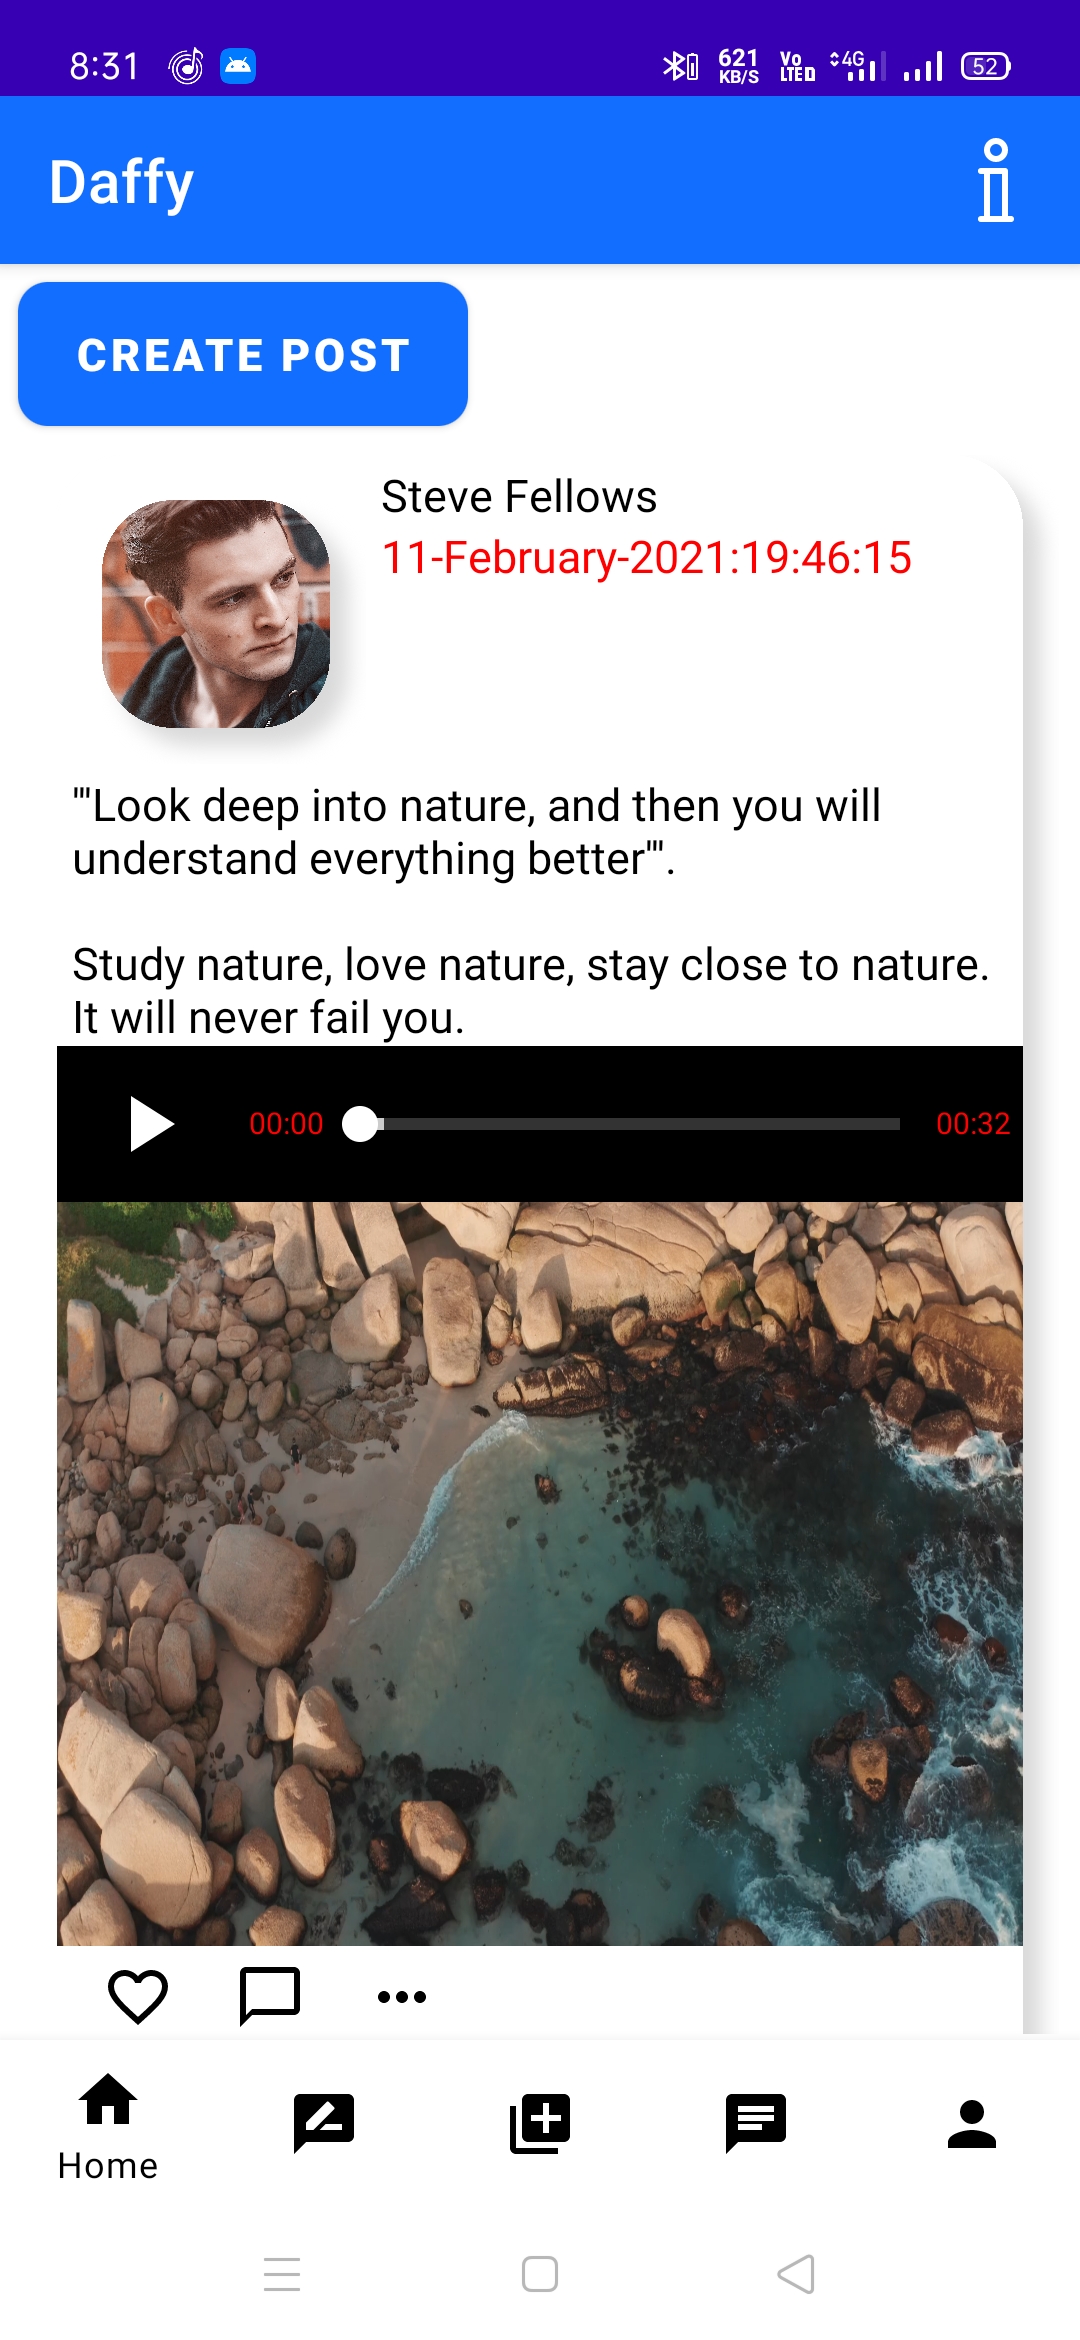 8:31
621
KB/S
Vo
LTE D
4G
52
Daffy
CREATE POST
Steve Fellows
11-February-2021:19:46:15
"'Look deep into nature, and then you will
understand everything better"'.
Study nature, love nature, stay close to nature.
It will never fail you.
00:00
00:32
Home